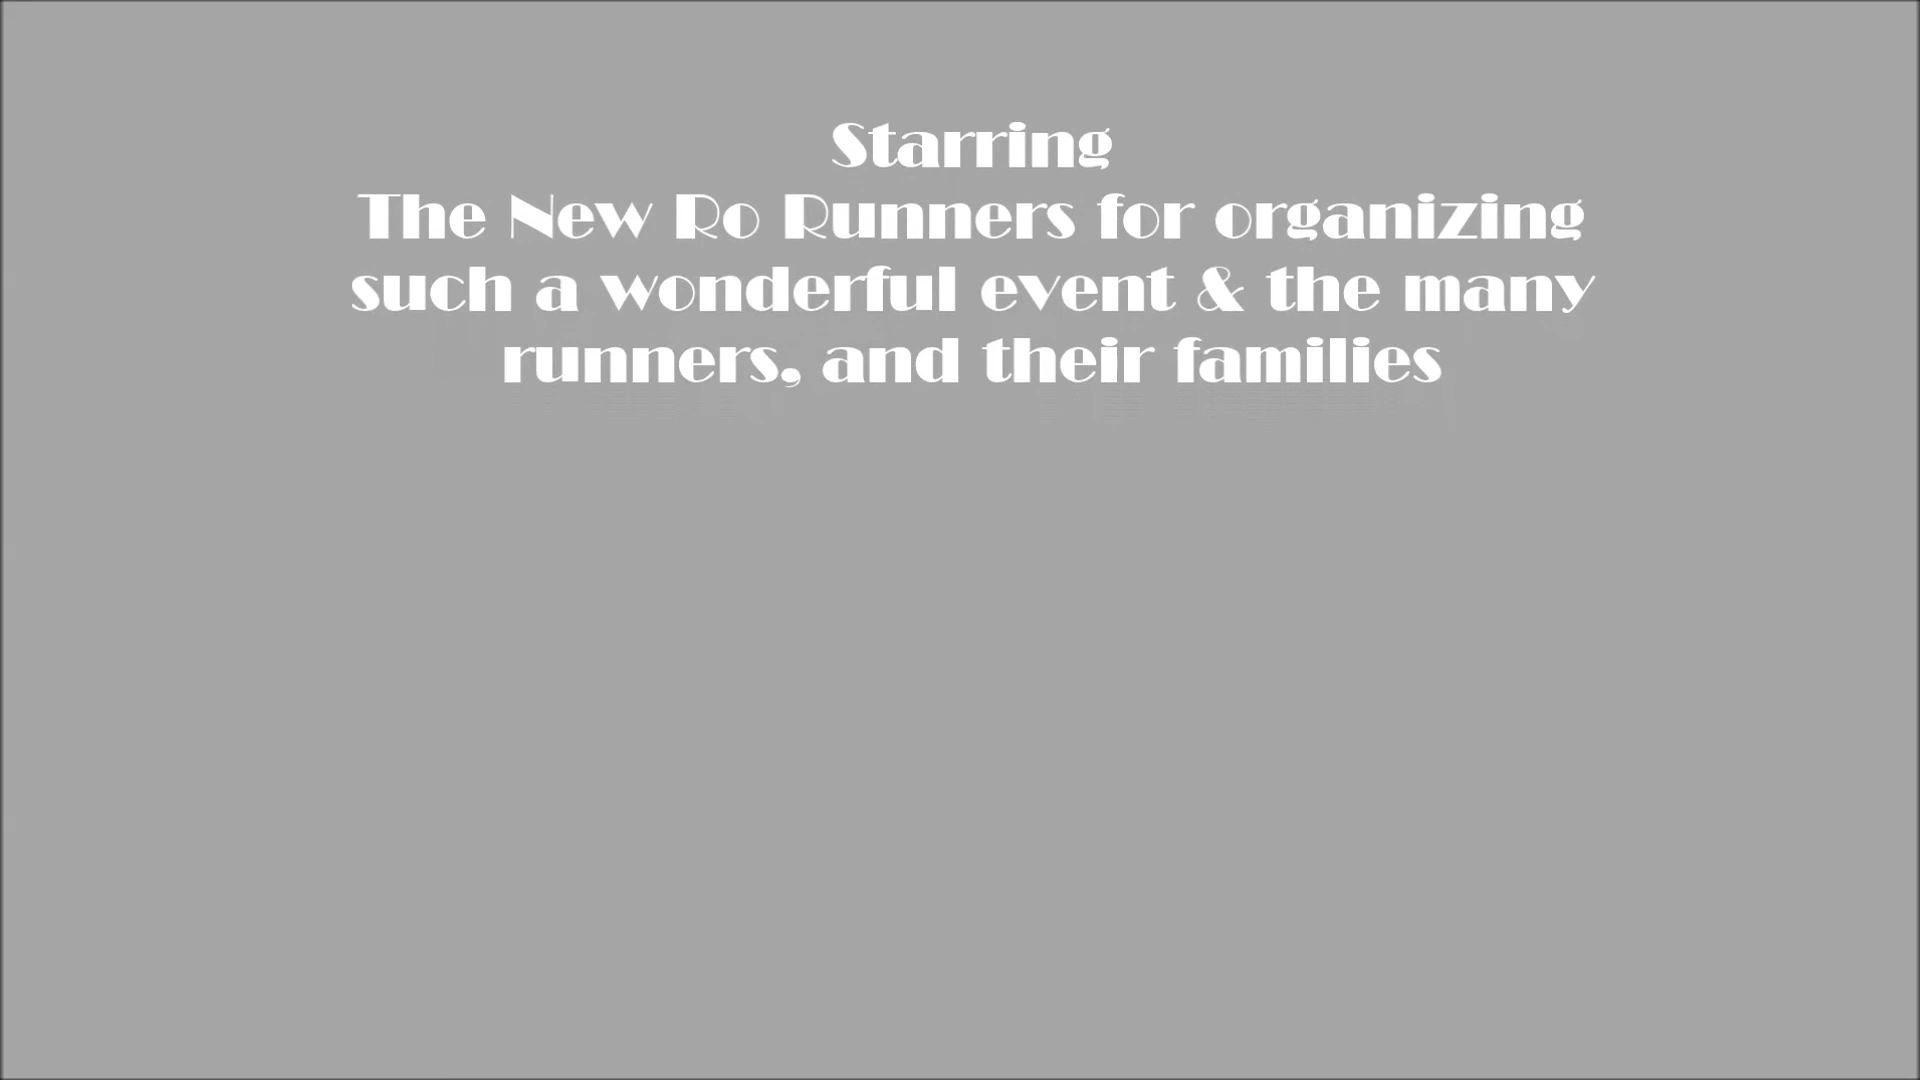 Starring
The New Ro Runners for organizing
such a wonderful event & the many
runners, and their families